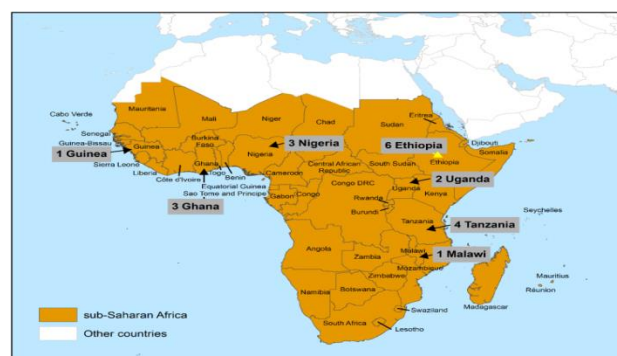 Mauritania
Mali
Niger
Chad
Sudan
Eritrea
Cabo Verde
Senegal
Guinea-Bissau
Guinea
1 Guinea
Sierra Leone
Liberia
Côte d'Ivoire
Burkina
Faso
Ghana
Togo
Benin
3 Ghana
Nigeria
3 Nigeria
Cameroon
Equatorial Guinea
Sao Tome and Principe
Central African
Republic
South Sudan
6 Ethiopia
Ethiopia
Djibouti
Somalia
Gabon
Congo
Congo DRC
Uganda
2 Uganda
Kenya
Rwanda
Burundi
Tanzania
4 Tanzania
Seychelles
Angola
Zambia
Malawi
1 Malawi
Mozambique
Zimbabwe
Namibia
Botswana
Madagascar
Mauritius
Réunion
Swaziland
South Africa
Lesotho
sub-Saharan Africa
Other countries